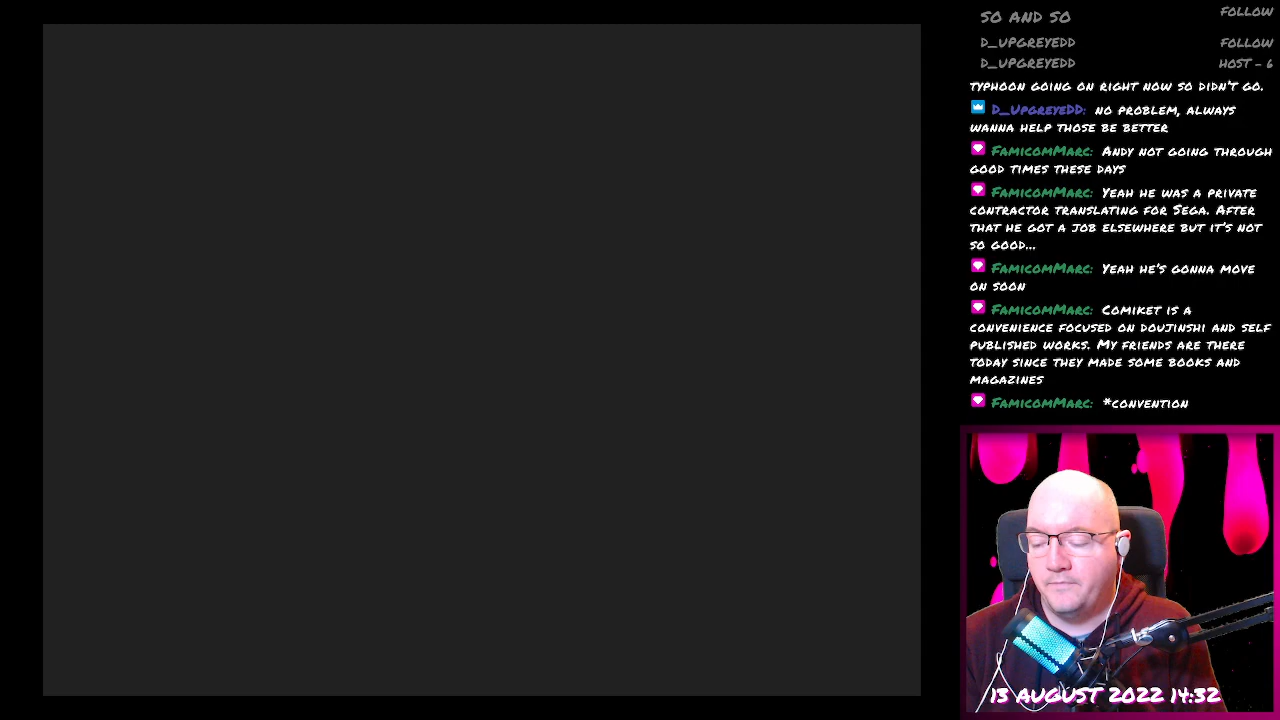 SO AND SO FOLLOW
D_UPGREYEDD FOLLOW
D_UPGREYEDD HOST - 6
TYPHOON GOING ON RIGHT NOW SO DIDN'T GO.
D_UpgreyeDD: NO PROBLEM, ALWAYS
WANNA HELP THOSE BE BETTER
FamicomMarc: Andy not going through
good times these days
FamicomMarc: Yeah he was a private
contractor translating for Sega. After
that he got a job elsewhere but it's not
so good...
FamicomMarc: Yeah he's gonna move
on soon
FamicomMarc: Comiket is a
convenience focused on doujinshi and self
published works. My friends are there
today since they made some books and
magazines
FamicomMarc: *convention
13 AUGUST 2022 14:32